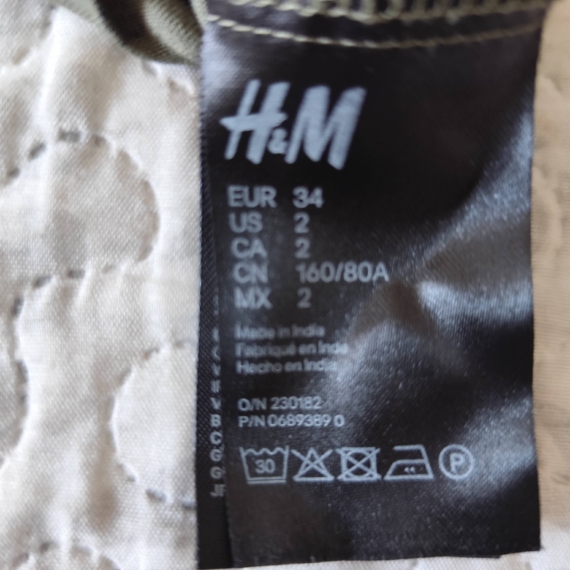 H&M
EUR 34
US 2
CA 2
CN 160/80A
MX 2
Made in India
Fabriqué en Inde
Hecho en India
O/N 230182
P/N 0689389 0
30
P